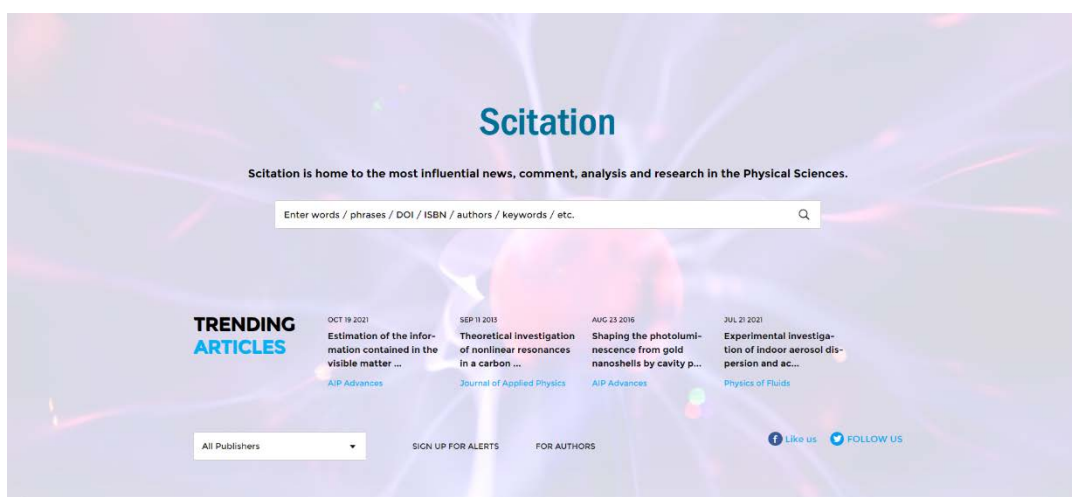 Scitation
Scitation is home to the most influential news, comment, analysis and research in the Physical Sciences.
Enter words / phrases / DOI / ISBN / authors / keywords / etc.
TRENDING
ARTICLES
OCT 19 2021
Estimation of the infor-
mation contained in the
visible matter ...
AIP Advances
SEP 11 2013
Theoretical investigation
of nonlinear resonances
in a carbon ...
Journal of Applied Physics
AUG 23 2016
Shaping the photolumi-
nescence from gold
nanoshells by cavity p...
AIP Advances
JUL 21 2021
Experimental investiga-
tion of indoor aerosol dis-
persion and ac...
Physics of Fluids
All Publishers
SIGN UP FOR ALERTS
FOR AUTHORS
f Like us
FOLLOW US